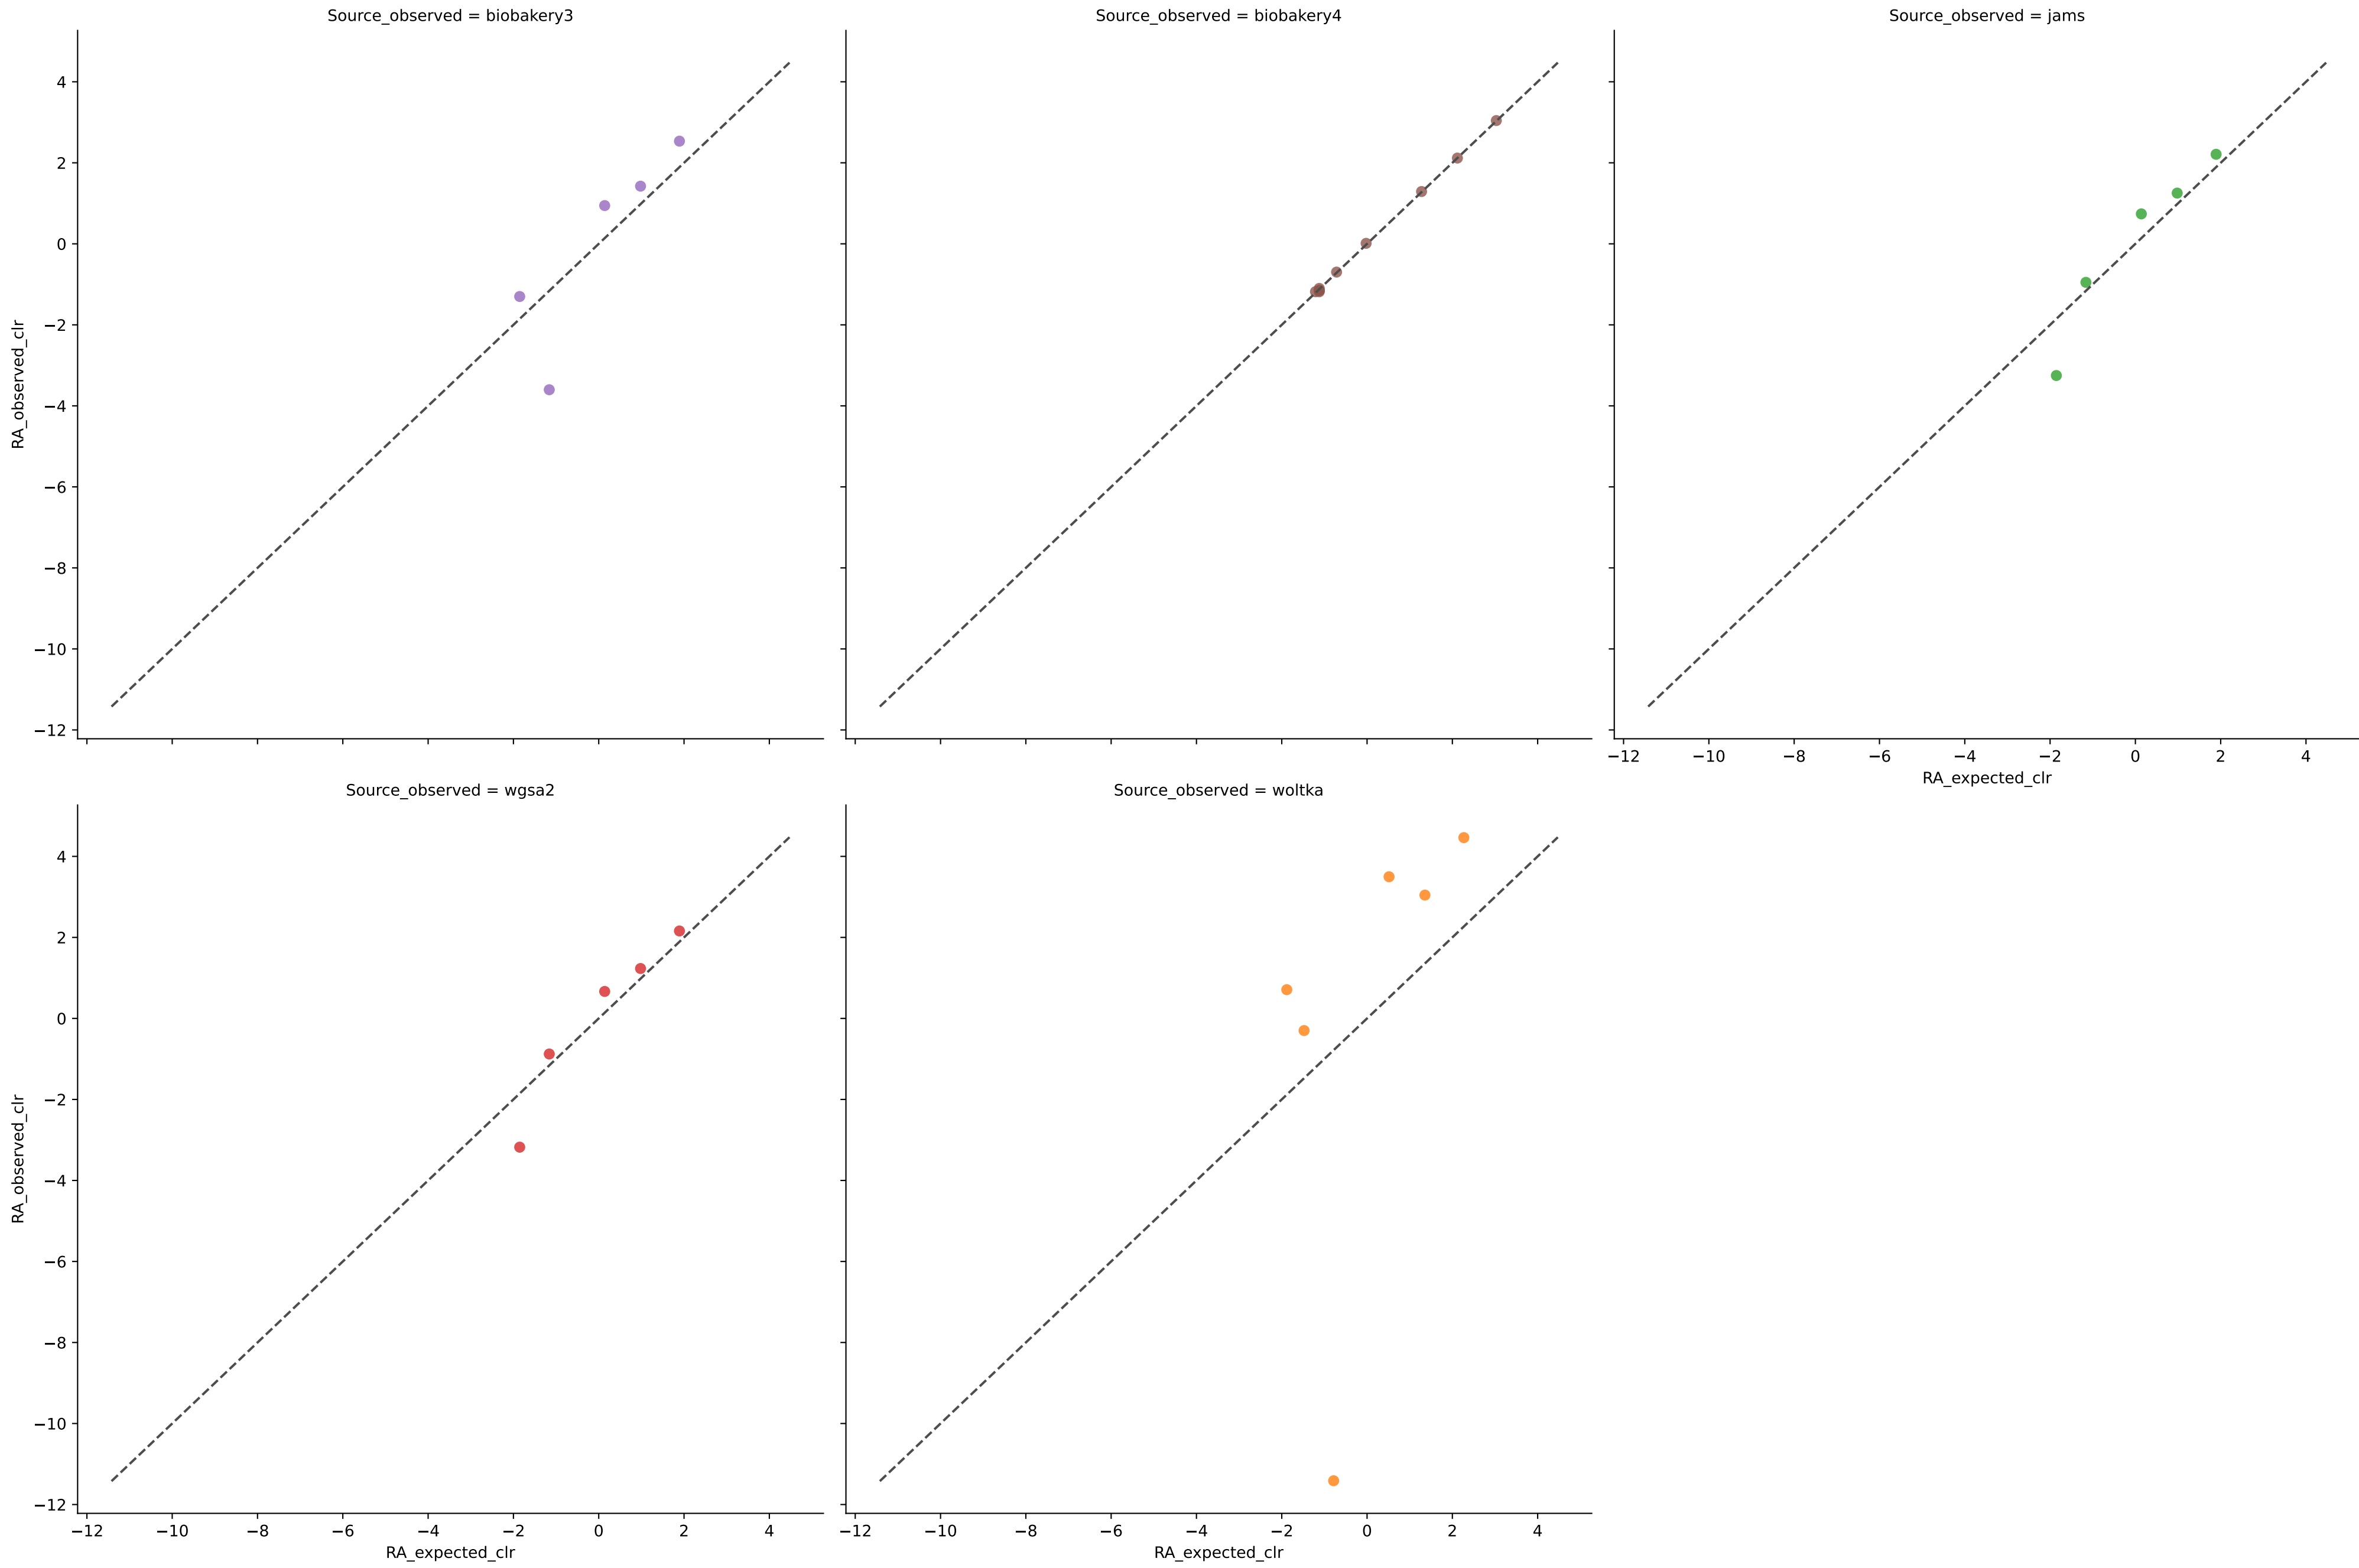 Source_observed = biobakery3
Source_observed = biobakery4
Source_observed = jams
4
2
0
−2
−4
−6
−8
−10
−12
RA_observed_clr
−12 −10 −8 −6 −4 −2 0 2 4
RA_expected_clr
Source_observed = wgsa2
Source_observed = woltka
4
2
0
−2
−4
−6
−8
−10
−12
RA_observed_clr
−12 −10 −8 −6 −4 −2 0 2 4
RA_expected_clr
−12 −10 −8 −6 −4 −2 0 2 4
RA_expected_clr